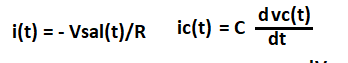 i(t) = - Vsal(t)/R ic(t) = C dvc(t)
dt